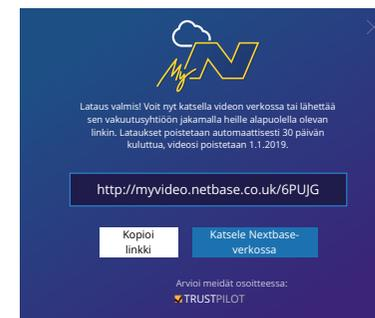 My N
Lataus valmis! Voit nyt katsella videon verkossa tai lähettää
sen vakuutusyhtiöön jakamalla heille alapuolella olevan
linkin. Lataukset poistetaan automaattisesti 30 päivän
kuluttua, videosi poistetaan 1.1.2019.
http://myvideo.netbase.co.uk/6PUJG
Kopioi
linkki
Katsele Nextbase-
verkossa
Arvioi meidät osoitteessa:
TRUSTPILOT